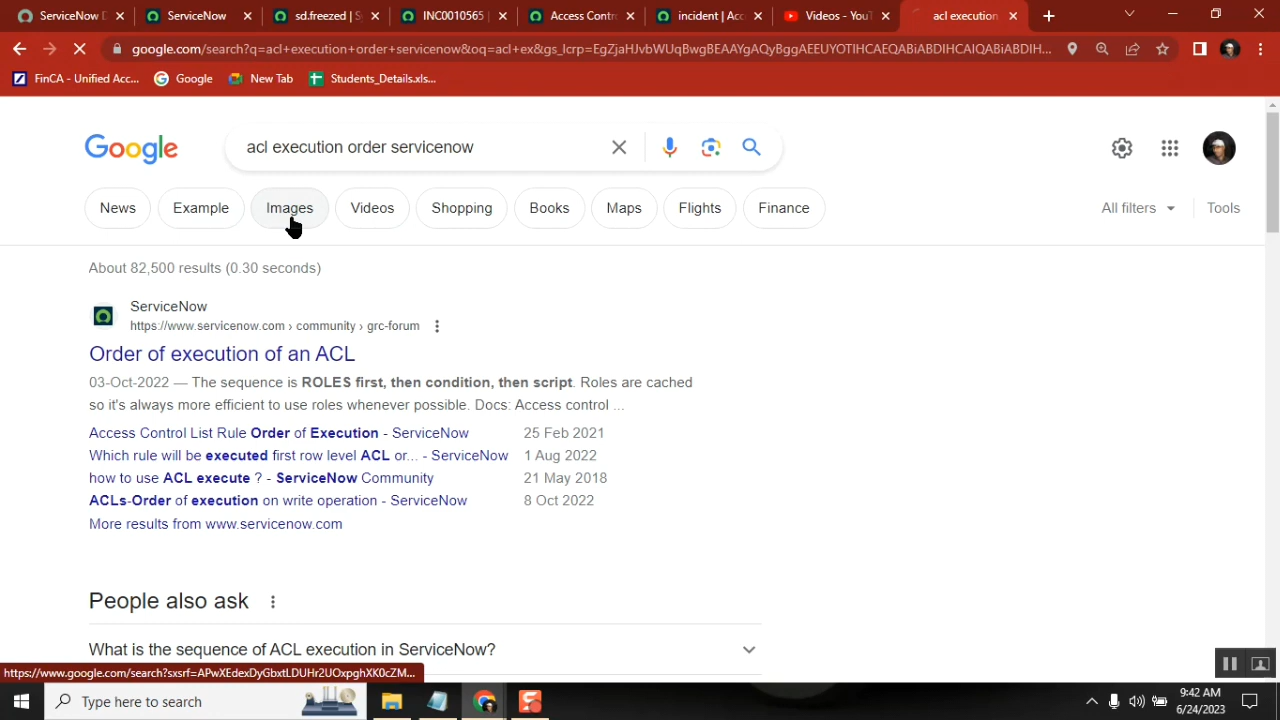 ServiceNow D
ServiceNow
sd.freezed | S
INC0010565
Access Contr
incident | Acc
Videos - YouT
acl execution
google.com/search?q=acl+execution+order+servicenow&oq=acl+ex&gs_lcrp=EgZjaHJvbWUqBwgBEAAYgAQyBggAEEUYOTIHCAEQABiABDIHCAIQABiABDIH...
FinCA - Unified Acc...
Google
New Tab
Students_Details.xls...
Google
acl execution order servicenow
News
Example
Images
Videos
Shopping
Books
Maps
Flights
Finance
All filters
Tools
About 82,500 results (0.30 seconds)
ServiceNow
https://www.servicenow.com › community › grc-forum
Order of execution of an ACL
03-Oct-2022 — The sequence is ROLES first, then condition, then script. Roles are cached
so it's always more efficient to use roles whenever possible. Docs: Access control ...
Access Control List Rule Order of Execution - ServiceNow 25 Feb 2021
Which rule will be executed first row level ACL or... - ServiceNow 1 Aug 2022
how to use ACL execute ? - ServiceNow Community 21 May 2018
ACLs-Order of execution on write operation - ServiceNow 8 Oct 2022
More results from www.servicenow.com
People also ask
What is the sequence of ACL execution in ServiceNow?
https://www.google.com/search?sxsrf=APwXEdexDyGbxtLDUHr2UOxpghXK0cZM...
Type here to search
9:42 AM
6/24/2023